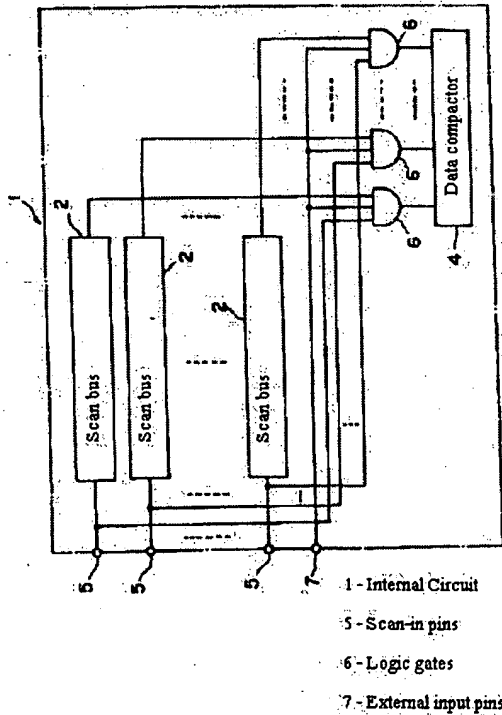 1
2
Scan bus
2
Scan bus
2
Scan bus
5
5
5
7
6
6
6
Data compactor
4
1 - Internal Circuit
5 - Scan-in pins
6 - Logic gates
7 - External input pins